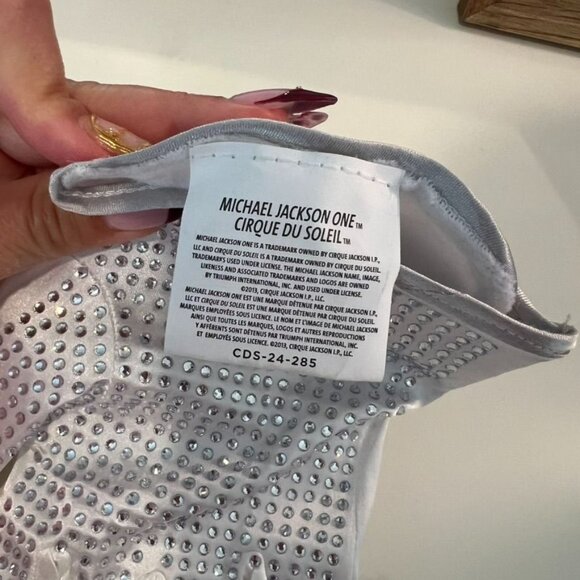 MICHAEL JACKSON ONE™
CIRQUE DU SOLEIL™
MICHAEL JACKSON ONE IS A TRADEMARK OWNED BY CIRQUE JACKSON I.P.,
LLC AND CIRQUE DU SOLEIL IS A TRADEMARK OWNED BY CIRQUE DU SOLEIL.
TRADEMARKS USED UNDER LICENSE. THE MICHAEL JACKSON NAME, IMAGE,
LIKENESS AND ASSOCIATED TRADEMARKS AND LOGOS ARE OWNED
BY TRIUMPH INTERNATIONAL, INC. AND USED UNDER LICENSE.
©2013, CIRQUE JACKSON I.P., LLC.
MICHAEL JACKSON ONE EST UNE MARQUE DÉTENUE PAR CIRQUE JACKSON I.P.
LLC ET CIRQUE DU SOLEIL EST UNE MARQUE DÉTENUE PAR CIRQUE DU SOLEIL.
MARQUES EMPLOYÉES SOUS LICENCE. LE NOM ET L'IMAGE DE MICHAEL JACKSON
AINSI QUE TOUTES LES MARQUES, LOGOS ET AUTRES MARQUES RECONNAISSABLES
Y AFFÉRENTS SONT DÉTENUS PAR TRIUMPH INTERNATIONAL, INC.
ET EMPLOYÉS SOUS LICENCE. ©2013, CIRQUE JACKSON I.P., LLC.
CDS-24-285